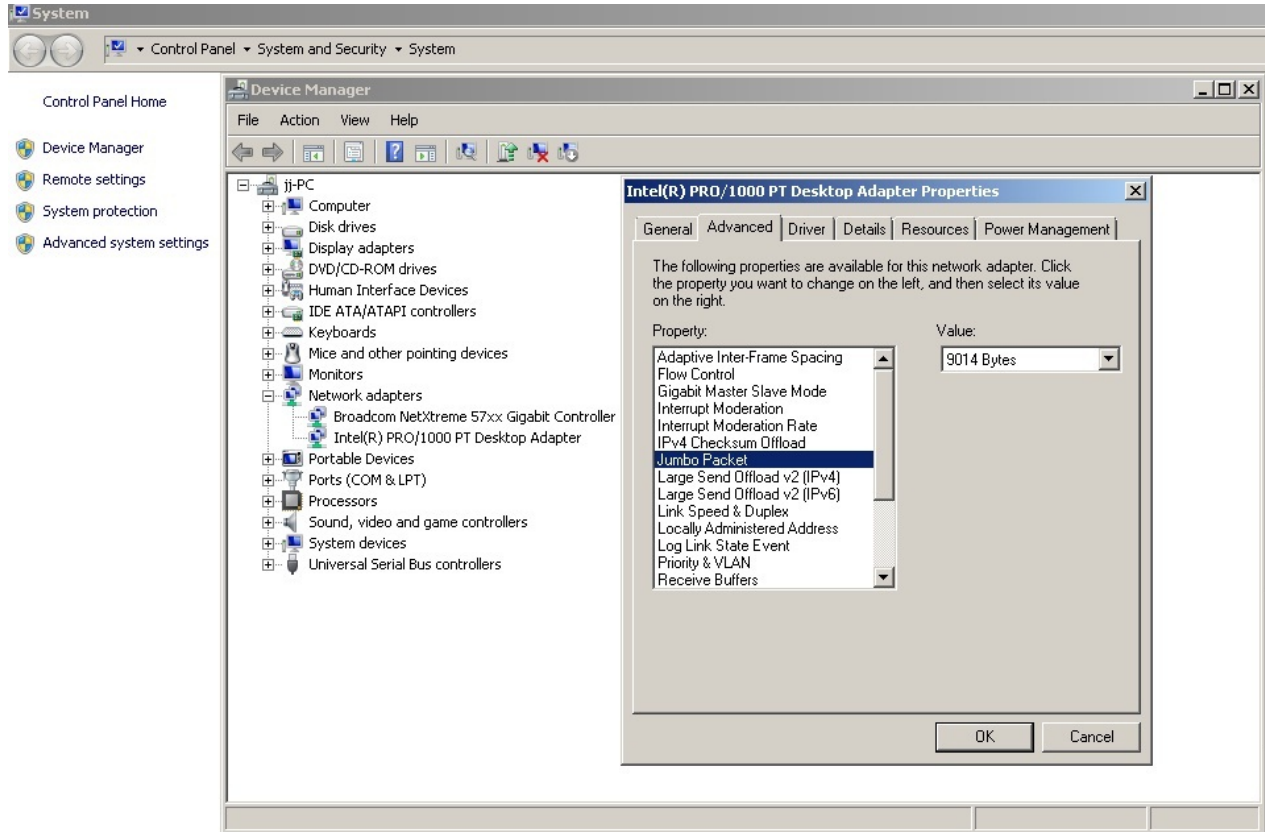 System
Control Panel ▾ System and Security ▾ System
Control Panel Home
Device Manager
Remote settings
System protection
Advanced system settings
Device Manager
File Action View Help
jj-PC
Computer
Disk drives
Display adapters
DVD/CD-ROM drives
Human Interface Devices
IDE ATA/ATAPI controllers
Keyboards
Mice and other pointing devices
Monitors
Network adapters
Broadcom NetXtreme 57xx Gigabit Controller
Intel(R) PRO/1000 PT Desktop Adapter
Portable Devices
Ports (COM & LPT)
Processors
Sound, video and game controllers
System devices
Universal Serial Bus controllers
Intel(R) PRO/1000 PT Desktop Adapter Properties
General Advanced Driver Details Resources Power Management
The following properties are available for this network adapter. Click
the property you want to change on the left, and then select its value
on the right.
Property:
Value:
Adaptive Inter-Frame Spacing
Flow Control
Gigabit Master Slave Mode
Interrupt Moderation
Interrupt Moderation Rate
IPv4 Checksum Offload
Jumbo Packet
Large Send Offload v2 (IPv4)
Large Send Offload v2 (IPv6)
Link Speed & Duplex
Locally Administered Address
Log Link State Event
Priority & VLAN
Receive Buffers
9014 Bytes
OK Cancel